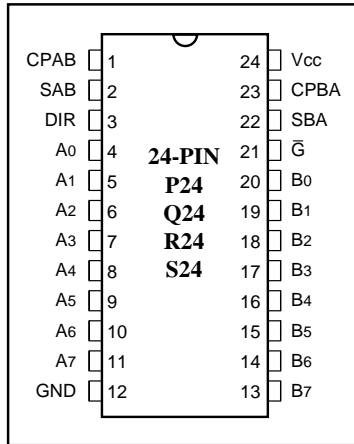 CPAB 1 24 Vcc
SAB 2 23 CPBA
DIR 3 22 SBA
A0 4 24-PIN 21 G̅
A1 5 P24 20 B0
A2 6 Q24 19 B1
A3 7 R24 18 B2
A4 8 S24 17 B3
A5 9 16 B4
A6 10 15 B5
A7 11 14 B6
GND 12 13 B7